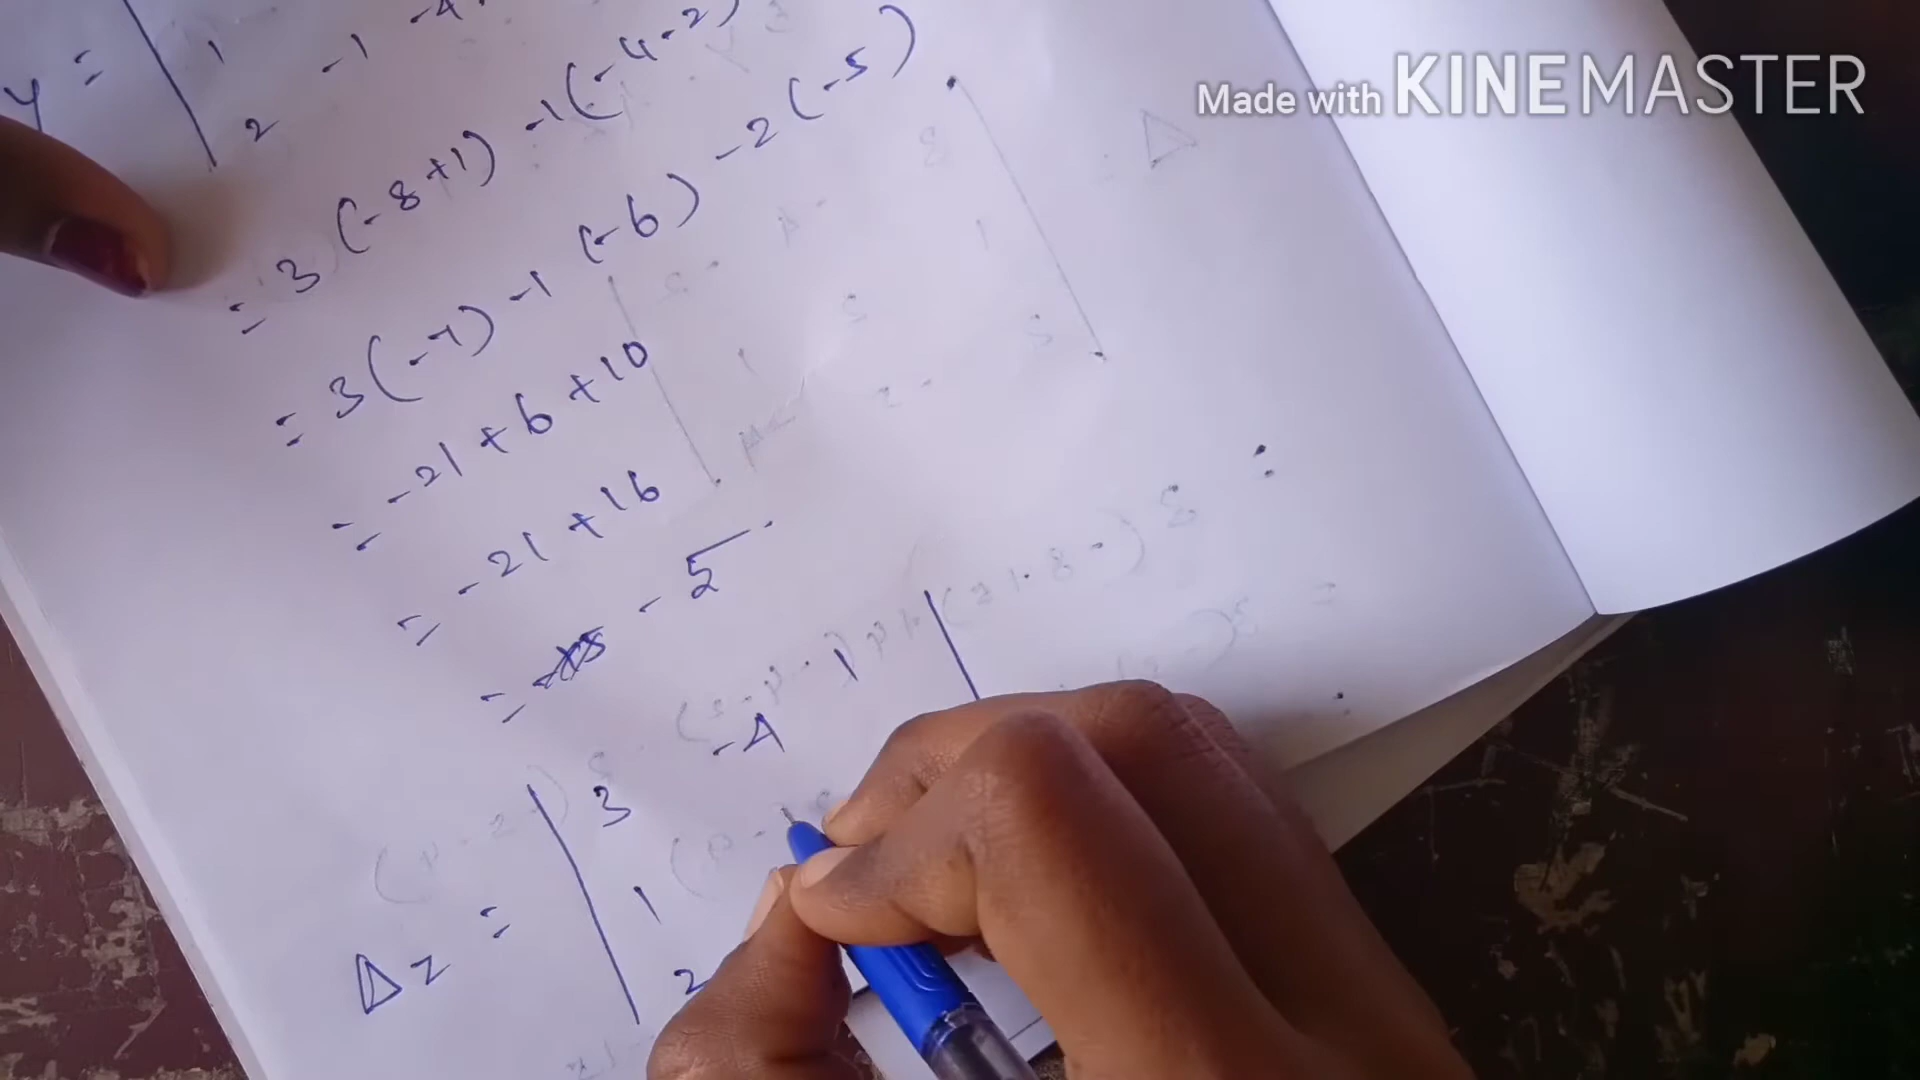 Made with KINEMASTER
1
y = 2 -1 -4
= 3 (-8+1) -1 (-4-2)
= 3 (-7) -1 (-6) -2 (-5)
= -21 + 6 + 10
= -21 + 16
= - 5
3 -4 1
Δz = 1
2